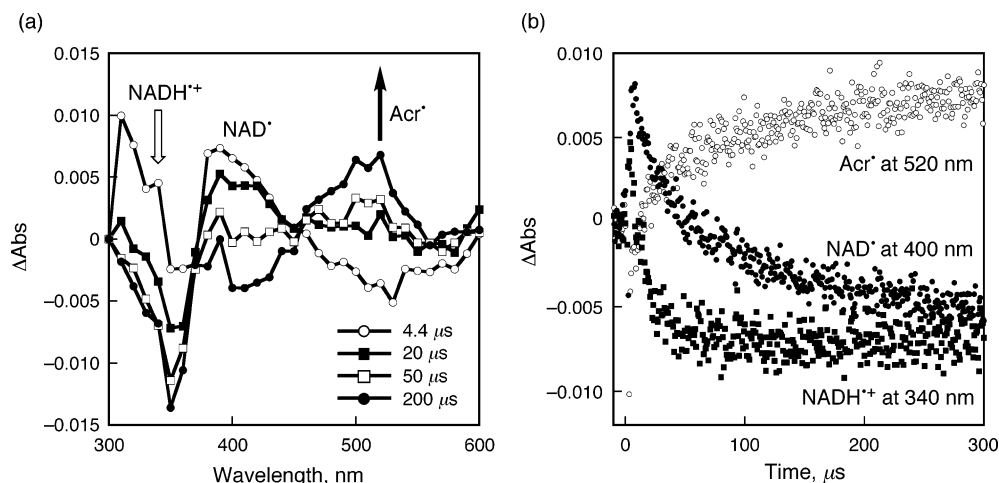 (a)
0.015
0.010
0.005
0
−0.005
−0.010
−0.015
ΔAbs
NADH•+
NAD•
Acr•
4.4 μs
20 μs
50 μs
200 μs
300
400
500
600
Wavelength, nm
(b)
0.010
0.005
0
−0.005
−0.010
ΔAbs
Acr• at 520 nm
NAD• at 400 nm
NADH•+ at 340 nm
0
100
200
300
Time, μs